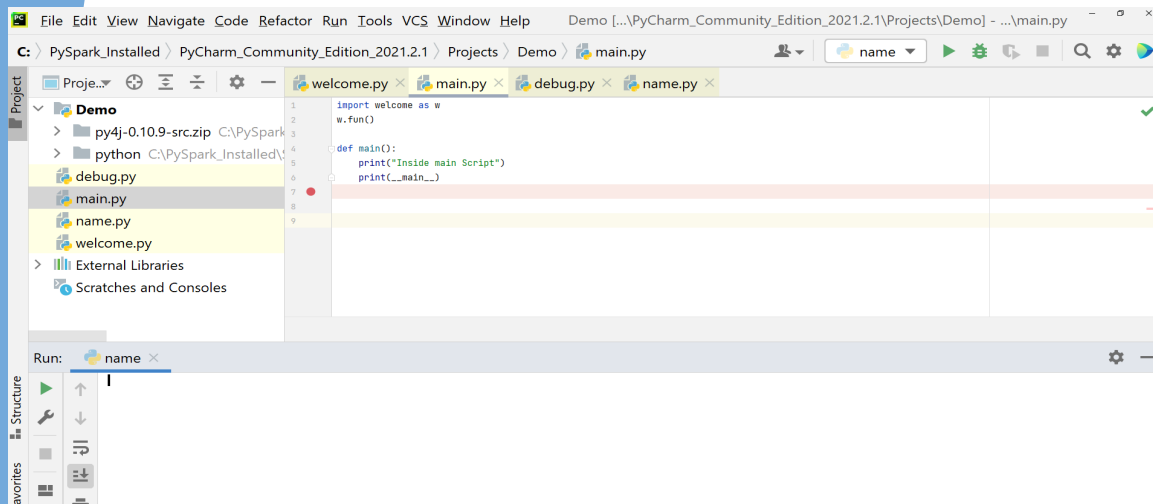 PC File Edit View Navigate Code Refactor Run Tools VCS Window Help Demo [...\PyCharm_Community_Edition_2021.2.1\Projects\Demo] - ...\main.py
C: PySpark_Installed PyCharm_Community_Edition_2021.2.1 Projects Demo main.py name
Project
Proje...
welcome.py main.py debug.py name.py
Demo
py4j-0.10.9-src.zip C:\PySpark
python C:\PySpark_Installed\
debug.py
main.py
name.py
welcome.py
External Libraries
Scratches and Consoles
1 import welcome as w
2 w.fun()
3
4 def main():
5     print("Inside main Script")
6     print(__main__)
7
8
9
Run: name
Structure
avorites